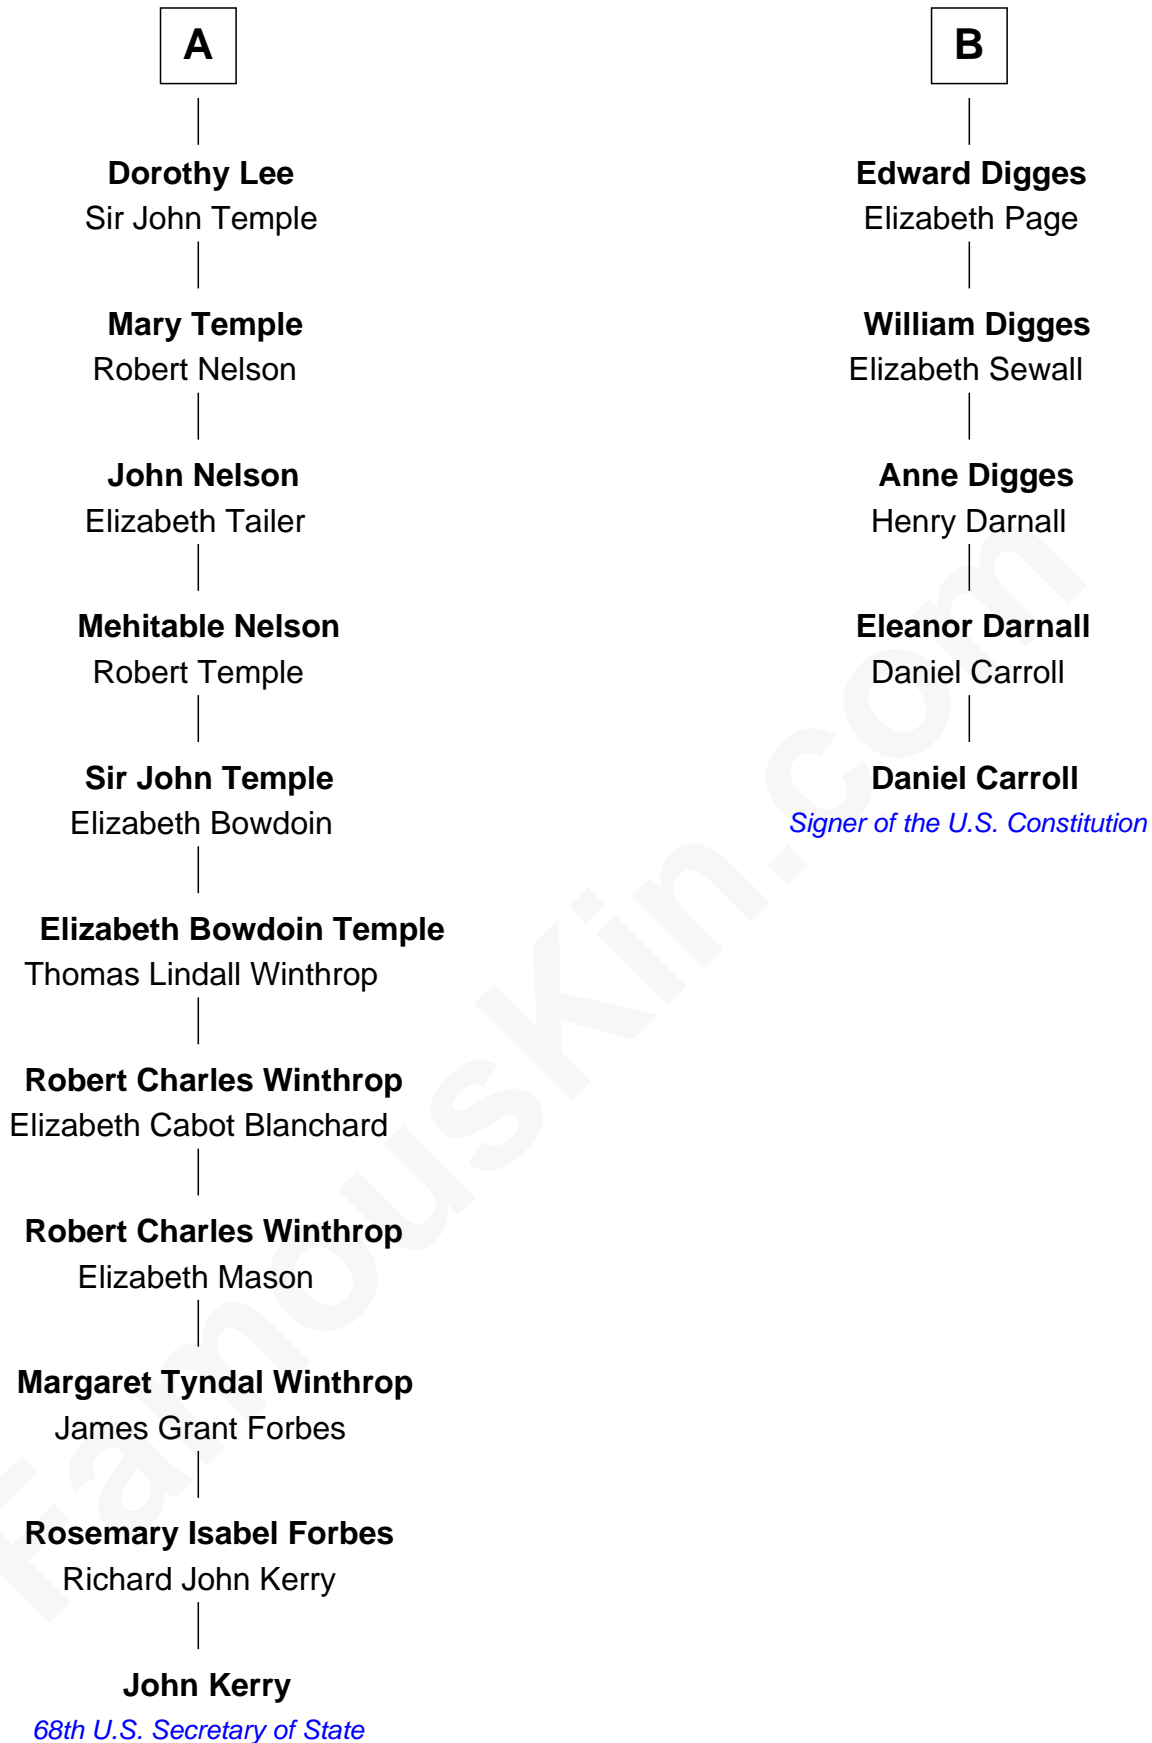 A
Dorothy Lee
Sir John Temple
Mary Temple
Robert Nelson
John Nelson
Elizabeth Tailer
Mehitable Nelson
Robert Temple
Sir John Temple
Elizabeth Bowdoin
Elizabeth Bowdoin Temple
Thomas Lindall Winthrop
Robert Charles Winthrop
Elizabeth Cabot Blanchard
Robert Charles Winthrop
Elizabeth Mason
Margaret Tyndal Winthrop
James Grant Forbes
Rosemary Isabel Forbes
Richard John Kerry
John Kerry
68th U.S. Secretary of State
B
Edward Digges
Elizabeth Page
William Digges
Elizabeth Sewall
Anne Digges
Henry Darnall
Eleanor Darnall
Daniel Carroll
Daniel Carroll
Signer of the U.S. Constitution
FamousKin.com